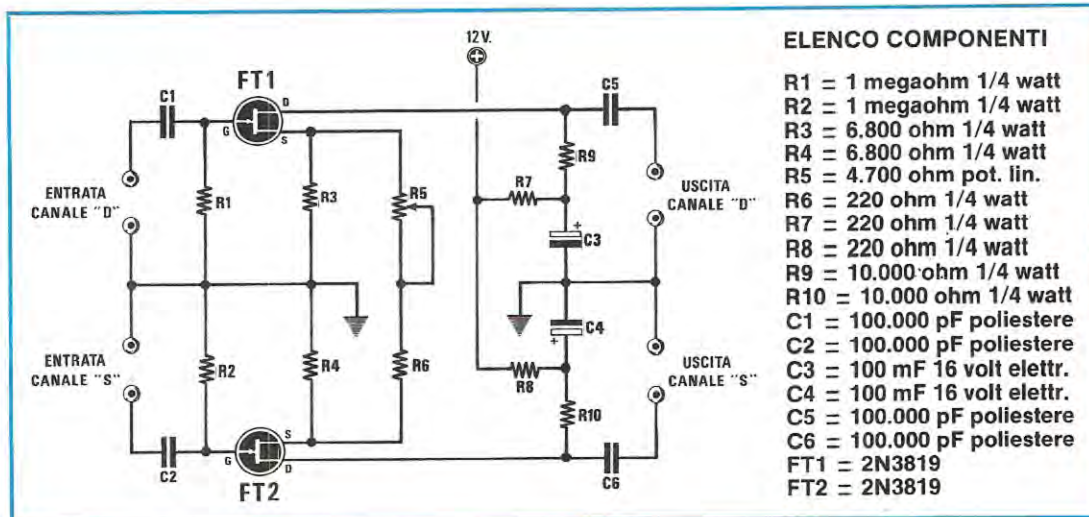 12 V.
FT1
C1
G
D
S
C5
R9
R7
R5
R3
R1
ENTRATA
CANALE "D"
USCITA
CANALE "D"
+
C3
C4
+
R2
R4
R6
R8
R10
ENTRATA
CANALE "S"
USCITA
CANALE "S"
S
D
G
C2
FT2
C6
ELENCO COMPONENTI
R1 = 1 megaohm 1/4 watt
R2 = 1 megaohm 1/4 watt
R3 = 6.800 ohm 1/4 watt
R4 = 6.800 ohm 1/4 watt
R5 = 4.700 ohm pot. lin.
R6 = 220 ohm 1/4 watt
R7 = 220 ohm 1/4 watt
R8 = 220 ohm 1/4 watt
R9 = 10.000 ohm 1/4 watt
R10 = 10.000 ohm 1/4 watt
C1 = 100.000 pF poliestere
C2 = 100.000 pF poliestere
C3 = 100 mF 16 volt elettr.
C4 = 100 mF 16 volt elettr.
C5 = 100.000 pF poliestere
C6 = 100.000 pF poliestere
FT1 = 2N3819
FT2 = 2N3819